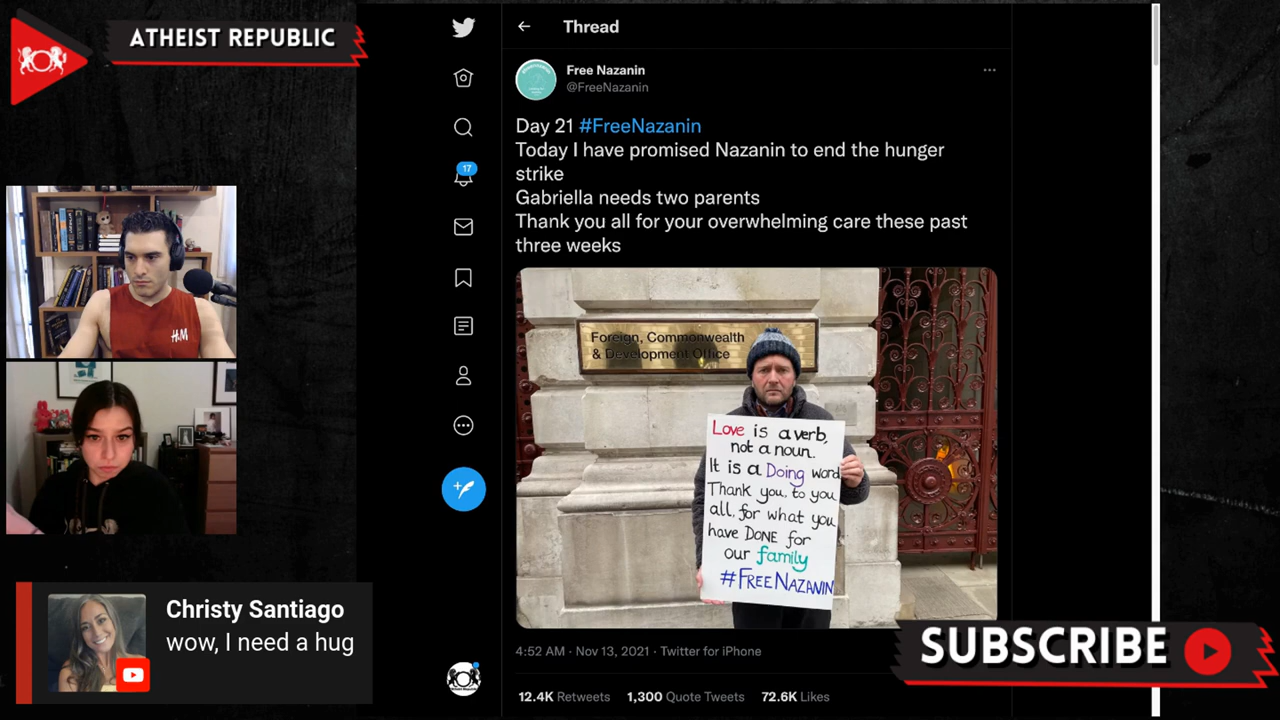 ATHEIST REPUBLIC
Thread
Free Nazanin
@FreeNazanin
Day 21 #FreeNazanin
Today I have promised Nazanin to end the hunger
strike
Gabriella needs two parents
Thank you all for your overwhelming care these past
three weeks
17
Foreign, Commonwealth
& Development Office
Love is a verb,
not a noun.
It is a Doing word
Thank you, to you
all, for what you
have DONE for
our family
#FREENAZANIN
H&M
Christy Santiago
wow, I need a hug
4:52 AM · Nov 13, 2021 · Twitter for iPhone
12.4K Retweets 1,300 Quote Tweets 72.6K Likes
SUBSCRIBE